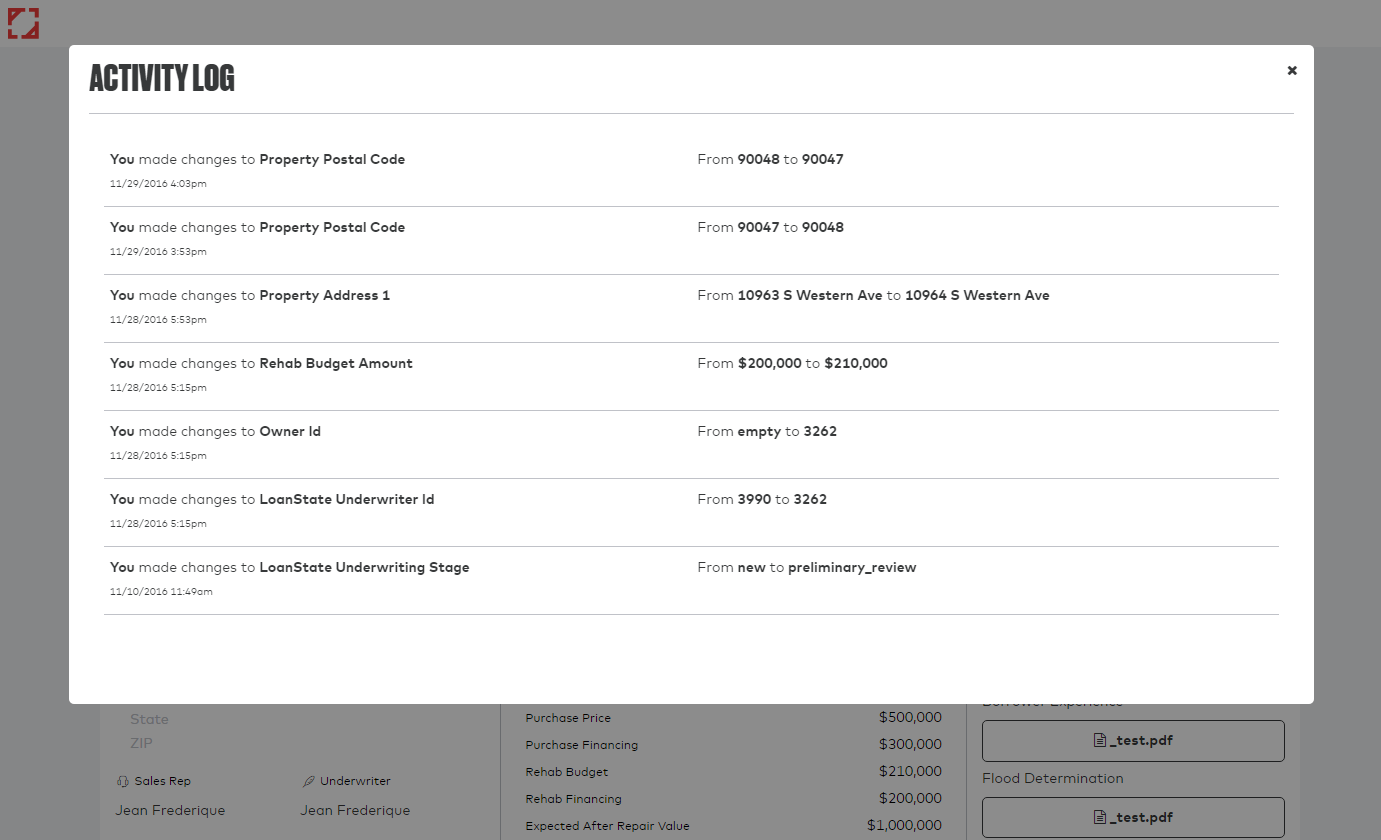 ACTIVITY LOG
You made changes to Property Postal Code From 90048 to 90047
11/29/2016 4:03pm
You made changes to Property Postal Code From 90047 to 90048
11/29/2016 3:53pm
You made changes to Property Address 1 From 10963 S Western Ave to 10964 S Western Ave
11/28/2016 5:53pm
You made changes to Rehab Budget Amount From $200,000 to $210,000
11/28/2016 5:15pm
You made changes to Owner Id From empty to 3262
11/28/2016 5:15pm
You made changes to LoanState Underwriter Id From 3990 to 3262
11/28/2016 5:15pm
You made changes to LoanState Underwriting Stage From new to preliminary_review
11/10/2016 11:49am
State
ZIP
Sales Rep Underwriter
Jean Frederique Jean Frederique
Purchase Price $500,000
Purchase Financing $300,000
Rehab Budget $210,000
Rehab Financing $200,000
Expected After Repair Value $1,000,000
Borrower Experience
_test.pdf
Flood Determination
_test.pdf